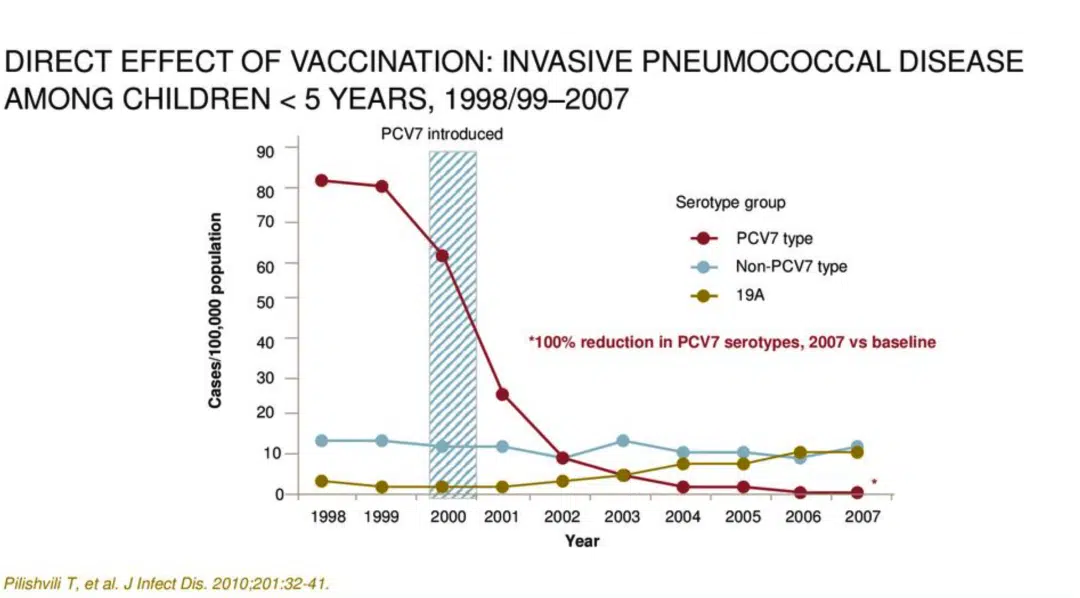 DIRECT EFFECT OF VACCINATION: INVASIVE PNEUMOCOCCAL DISEASE
AMONG CHILDREN < 5 YEARS, 1998/99–2007
PCV7 introduced
90
80
70
60
50
40
30
20
10
0
Cases/100,000 population
Serotype group
PCV7 type
Non-PCV7 type
19A
*100% reduction in PCV7 serotypes, 2007 vs baseline
*
1998 1999 2000 2001 2002 2003 2004 2005 2006 2007
Year
Pilishvili T, et al. J Infect Dis. 2010;201:32-41.